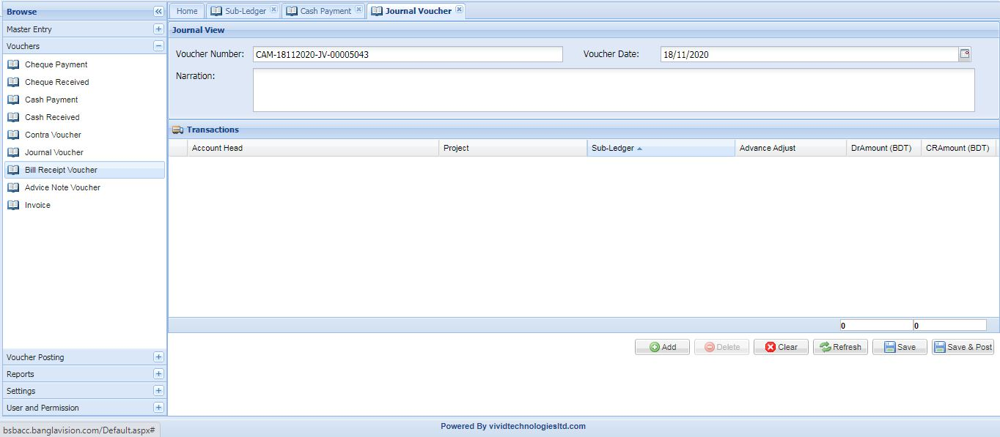 Browse
Home
Sub-Ledger
Cash Payment
Journal Voucher
Master Entry
Vouchers
Cheque Payment
Cheque Received
Cash Payment
Cash Received
Contra Voucher
Journal Voucher
Bill Receipt Voucher
Advice Note Voucher
Invoice
Voucher Posting
Reports
Settings
User and Permission
Journal View
Voucher Number: CAM-18112020-JV-00005043 Voucher Date: 18/11/2020
Narration:
Transactions
Account Head Project Sub-Ledger Advance Adjust DrAmount (BDT) CRAmount (BDT)
0 0
Add Delete Clear Refresh Save Save & Post
Powered By vividtechnologiesltd.com
bsbacc.banglavision.com/Default.aspx#